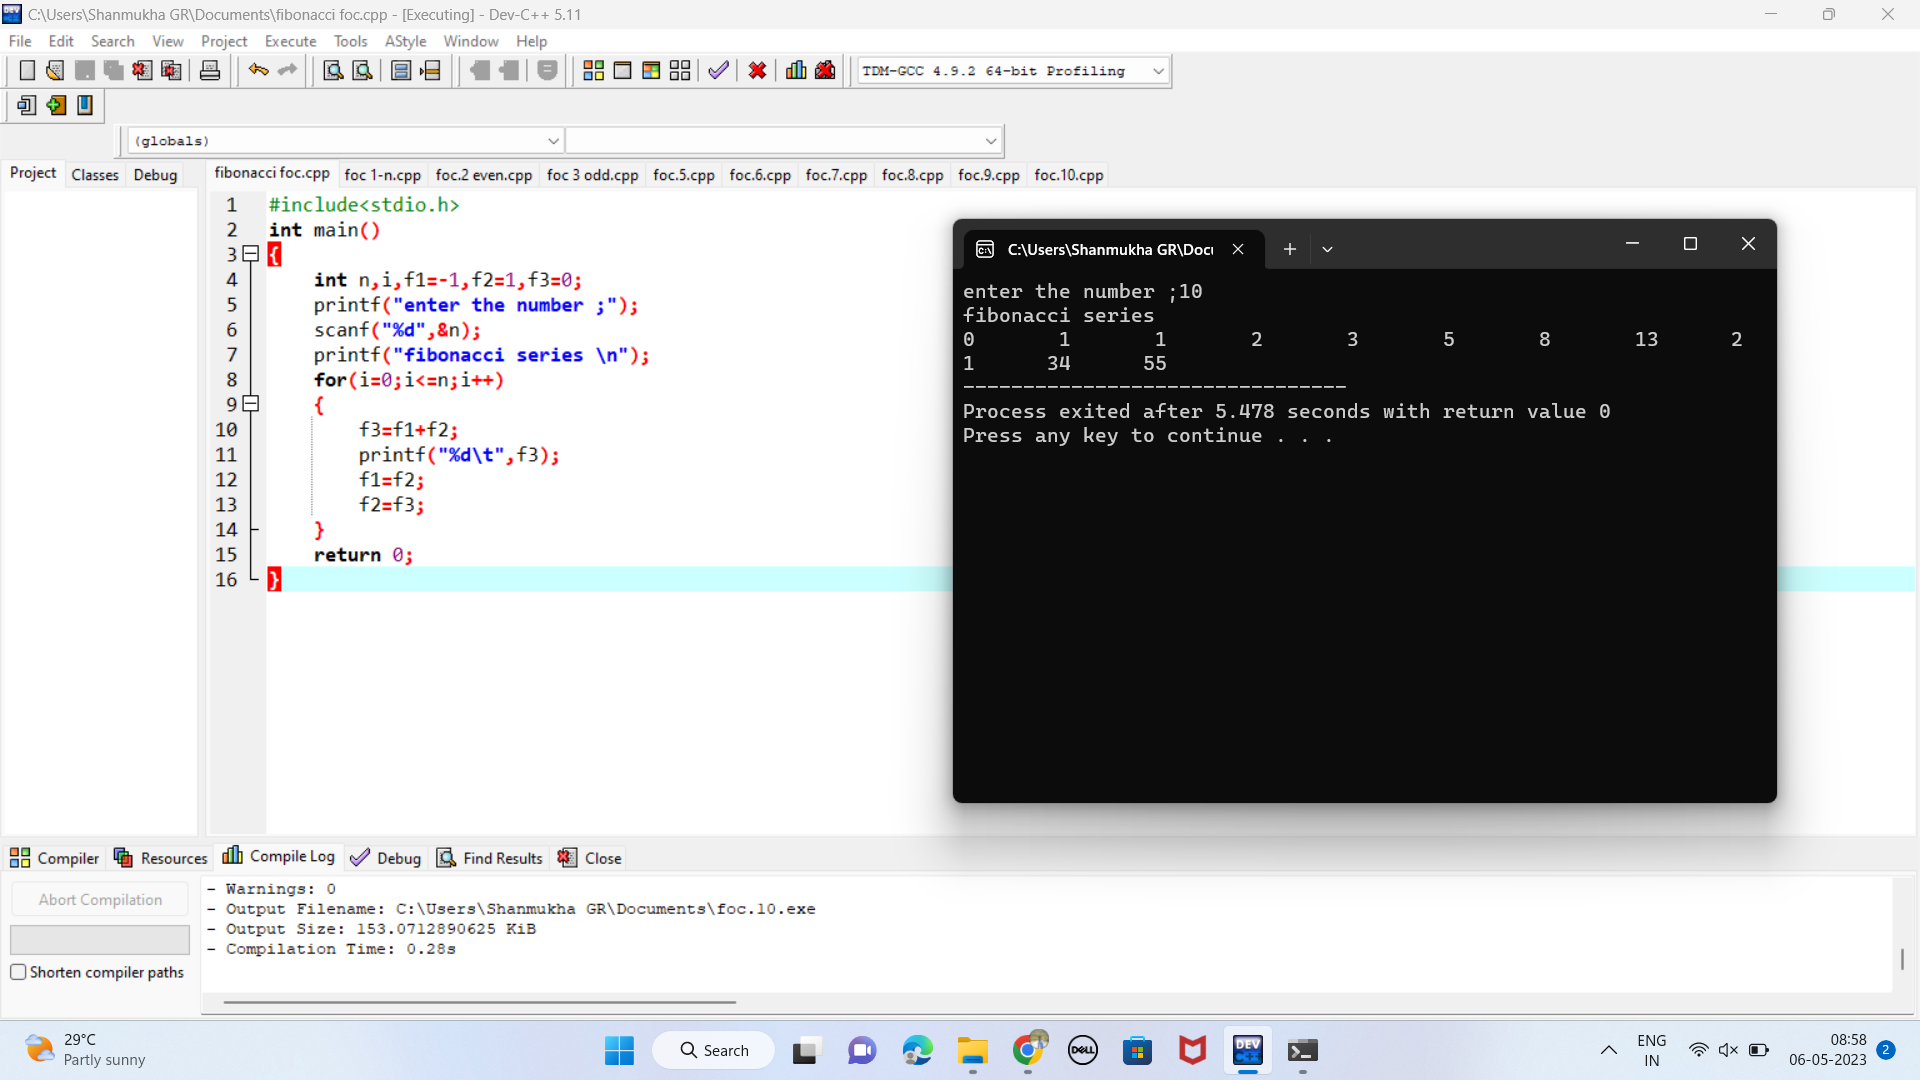 C:\Users\Shanmukha GR\Documents\fibonacci foc.cpp - [Executing] - Dev-C++ 5.11
File Edit Search View Project Execute Tools AStyle Window Help
TDM-GCC 4.9.2 64-bit Profiling
(globals)
Project Classes Debug
fibonacci foc.cpp foc 1-n.cpp foc.2 even.cpp foc 3 odd.cpp foc.5.cpp foc.6.cpp foc.7.cpp foc.8.cpp foc.9.cpp foc.10.cpp
1 #include<stdio.h>
2 int main()
3 {
4 int n,i,f1=-1,f2=1,f3=0;
5 printf("enter the number ;");
6 scanf("%d",&n);
7 printf("fibonacci series \n");
8 for(i=0;i<=n;i++)
9 {
10 f3=f1+f2;
11 printf("%d\t",f3);
12 f1=f2;
13 f2=f3;
14 }
15 return 0;
16 }
C:\Users\Shanmukha GR\Docu
enter the number ;10
fibonacci series
0 1 1 2 3 5 8 13 2
1 34 55
--------------------------------
Process exited after 5.478 seconds with return value 0
Press any key to continue . . .
Compiler Resources Compile Log Debug Find Results Close
Abort Compilation
Shorten compiler paths
- Warnings: 0
- Output Filename: C:\Users\Shanmukha GR\Documents\foc.10.exe
- Output Size: 153.0712890625 KiB
- Compilation Time: 0.28s
29°C
Partly sunny
Search
DELL
DEV
C++
ENG
IN
08:58
06-05-2023
2